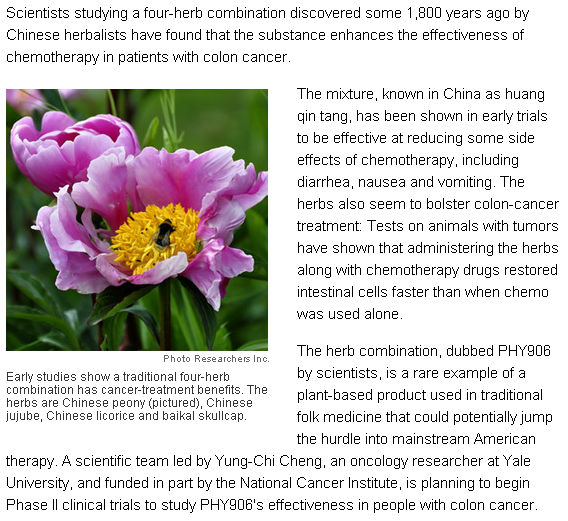 Scientists studying a four-herb combination discovered some 1,800 years ago by
Chinese herbalists have found that the substance enhances the effectiveness of
chemotherapy in patients with colon cancer.
The mixture, known in China as huang
qin tang, has been shown in early trials
to be effective at reducing some side
effects of chemotherapy, including
diarrhea, nausea and vomiting. The
herbs also seem to bolster colon-cancer
treatment: Tests on animals with tumors
have shown that administering the herbs
along with chemotherapy drugs restored
intestinal cells faster than when chemo
was used alone.
Photo Researchers Inc.
Early studies show a traditional four-herb
combination has cancer-treatment benefits. The
herbs are Chinese peony (pictured), Chinese
jujube, Chinese licorice and baikal skullcap.
The herb combination, dubbed PHY906
by scientists, is a rare example of a
plant-based product used in traditional
folk medicine that could potentially jump
the hurdle into mainstream American
therapy. A scientific team led by Yung-Chi Cheng, an oncology researcher at Yale
University, and funded in part by the National Cancer Institute, is planning to begin
Phase II clinical trials to study PHY906's effectiveness in people with colon cancer.